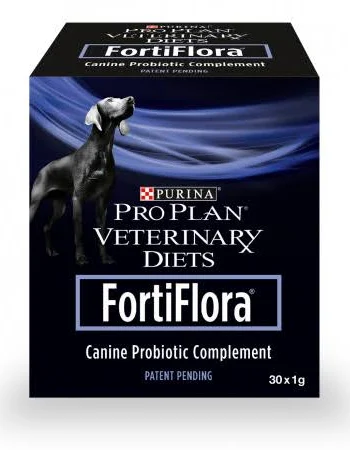 PURINA
PRO PLAN®
VETERINARY
DIETS
FortiFlora®
Canine Probiotic Complement
PATENT PENDING
PURINA
PRO PLAN®
VETERINARY
DIETS
FortiFlora®
Canine Probiotic Complement
PATENT PENDING
30 x 1g